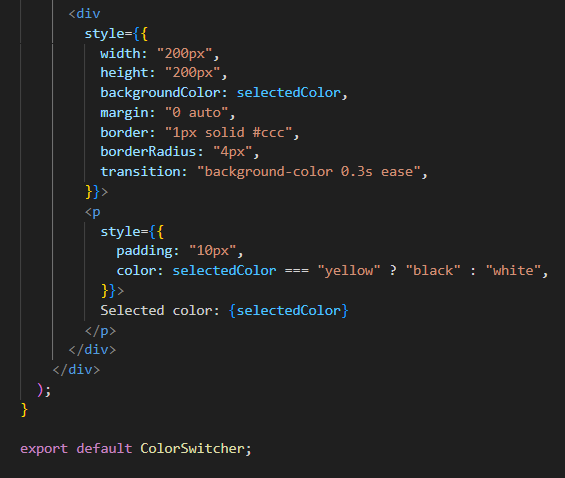 <div
style={{
width: "200px",
height: "200px",
backgroundColor: selectedColor,
margin: "0 auto",
border: "1px solid #ccc",
borderRadius: "4px",
transition: "background-color 0.3s ease",
}}>
<p
style={{
padding: "10px",
color: selectedColor === "yellow" ? "black" : "white",
}}>
Selected color: {selectedColor}
</p>
</div>
</div>
);
}
export default ColorSwitcher;